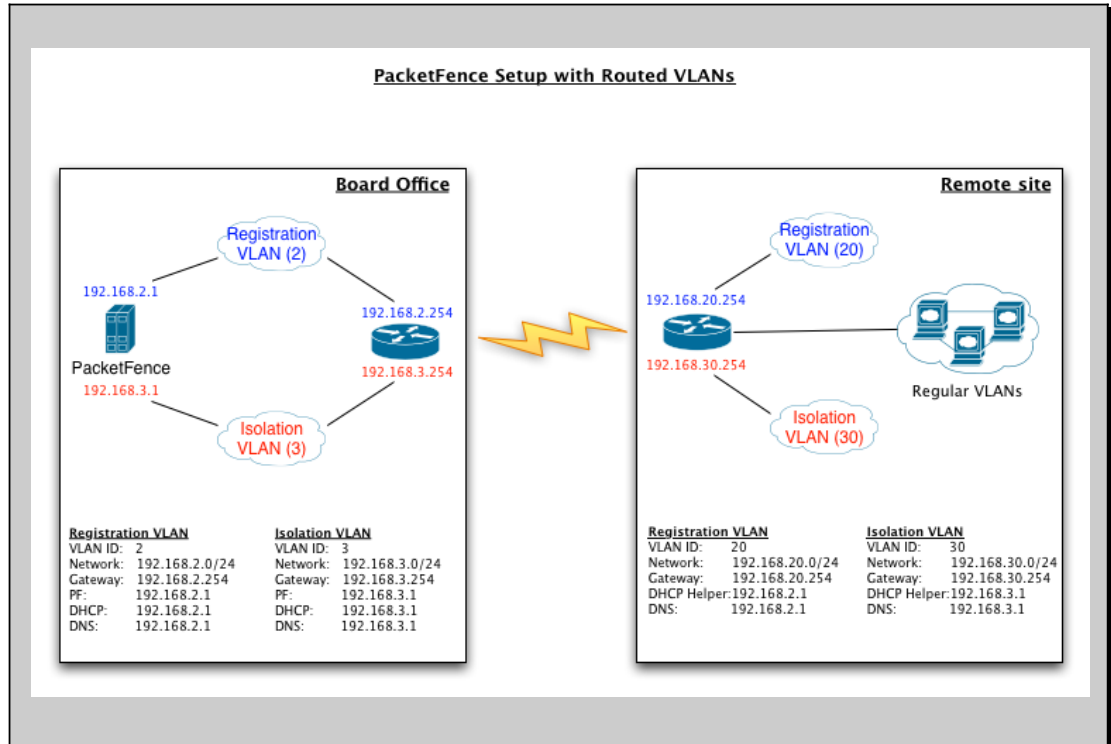 PacketFence Setup with Routed VLANs
Board Office
Registration
VLAN (2)
192.168.2.1
192.168.2.254
PacketFence
192.168.3.1
192.168.3.254
Isolation
VLAN (3)
Registration VLAN
VLAN ID: 2
Network: 192.168.2.0/24
Gateway: 192.168.2.254
PF: 192.168.2.1
DHCP: 192.168.2.1
DNS: 192.168.2.1
Isolation VLAN
VLAN ID: 3
Network: 192.168.3.0/24
Gateway: 192.168.3.254
PF: 192.168.3.1
DHCP: 192.168.3.1
DNS: 192.168.3.1
Remote site
Registration
VLAN (20)
192.168.20.254
192.168.30.254
Regular VLANs
Isolation
VLAN (30)
Registration VLAN
VLAN ID: 20
Network: 192.168.20.0/24
Gateway: 192.168.20.254
DHCP Helper: 192.168.2.1
DNS: 192.168.2.1
Isolation VLAN
VLAN ID: 30
Network: 192.168.30.0/24
Gateway: 192.168.30.254
DHCP Helper: 192.168.3.1
DNS: 192.168.3.1